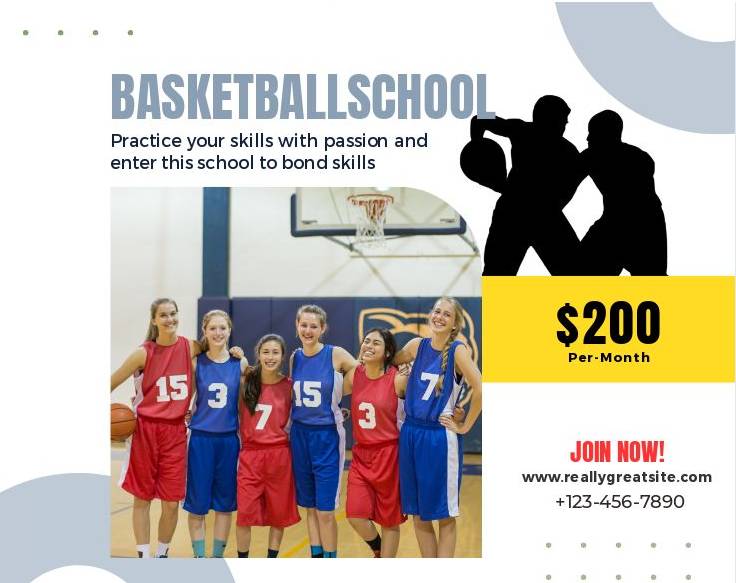 BASKETBALLSCHOOL
Practice your skills with passion and
enter this school to bond skills
15
3
7
15
3
7
$200
Per-Month
JOIN NOW!
www.reallygreatsite.com
+123-456-7890